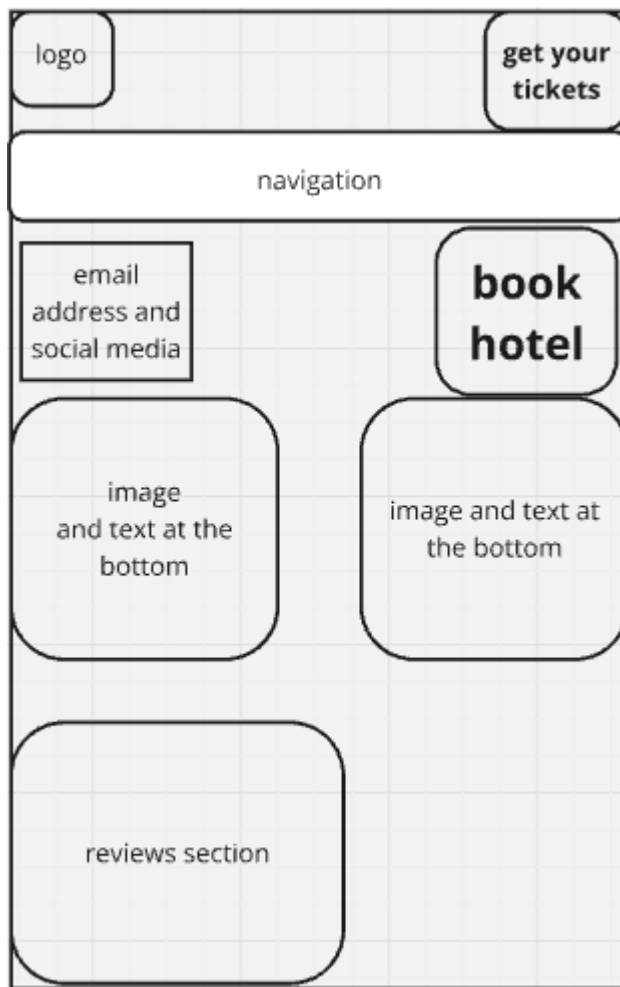 logo
get your
tickets
navigation
email
address and
social media
book
hotel
image
and text at the
bottom
image and text at
the bottom
reviews section